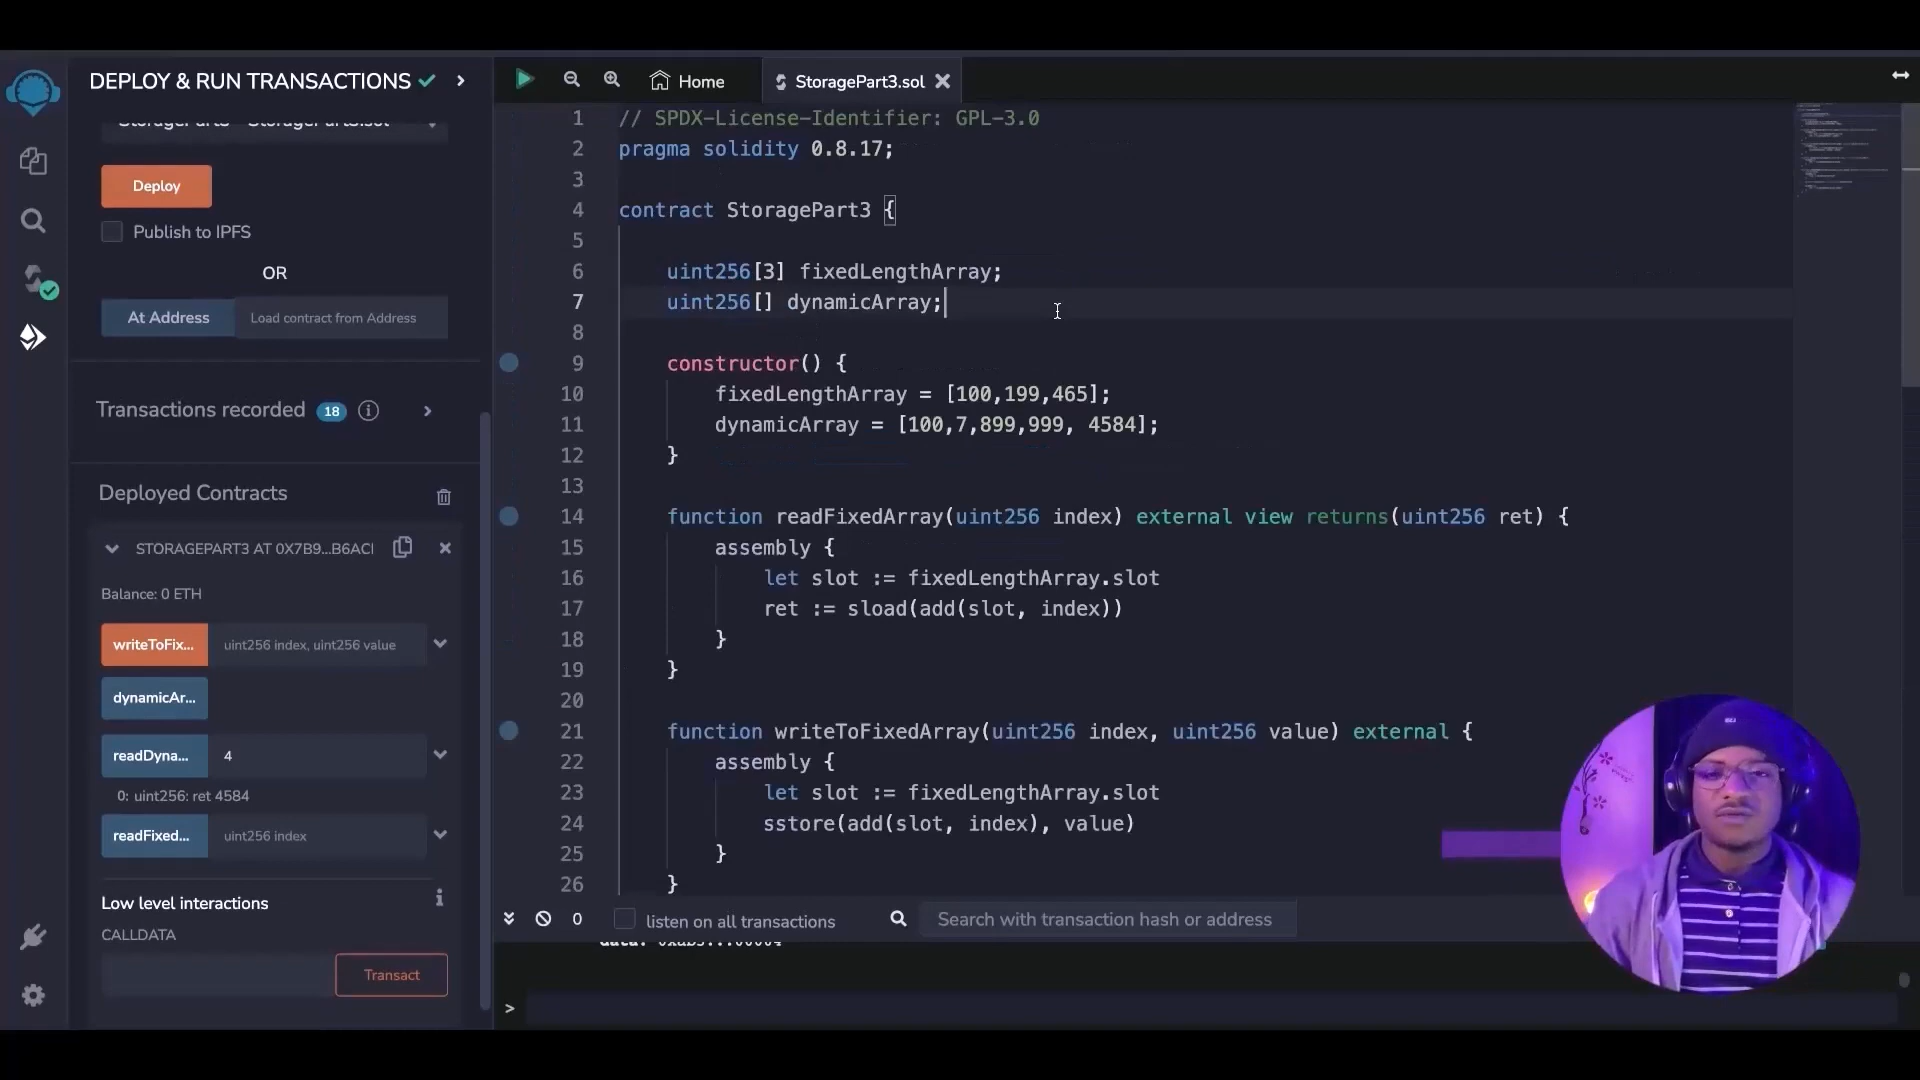 DEPLOY & RUN TRANSACTIONS
Deploy
Publish to IPFS
OR
At Address
Load contract from Address
Transactions recorded 18
Deployed Contracts
STORAGEPART3 AT 0X7B9...B6ACI
Balance: 0 ETH
writeToFix...
uint256 index, uint256 value
dynamicAr...
readDyna...
4
0: uint256: ret 4584
readFixed...
uint256 index
Low level interactions
CALLDATA
Transact
Home
StoragePart3.sol
1 // SPDX-License-Identifier: GPL-3.0
2 pragma solidity 0.8.17;
3
4 contract StoragePart3 {
5
6 uint256[3] fixedLengthArray;
7 uint256[] dynamicArray;
8
9 constructor() {
10 fixedLengthArray = [100,199,465];
11 dynamicArray = [100,7,899,999, 4584];
12 }
13
14 function readFixedArray(uint256 index) external view returns(uint256 ret) {
15 assembly {
16 let slot := fixedLengthArray.slot
17 ret := sload(add(slot, index))
18 }
19 }
20
21 function writeToFixedArray(uint256 index, uint256 value) external {
22 assembly {
23 let slot := fixedLengthArray.slot
24 sstore(add(slot, index), value)
25 }
26 }
0
listen on all transactions
Search with transaction hash or address
>